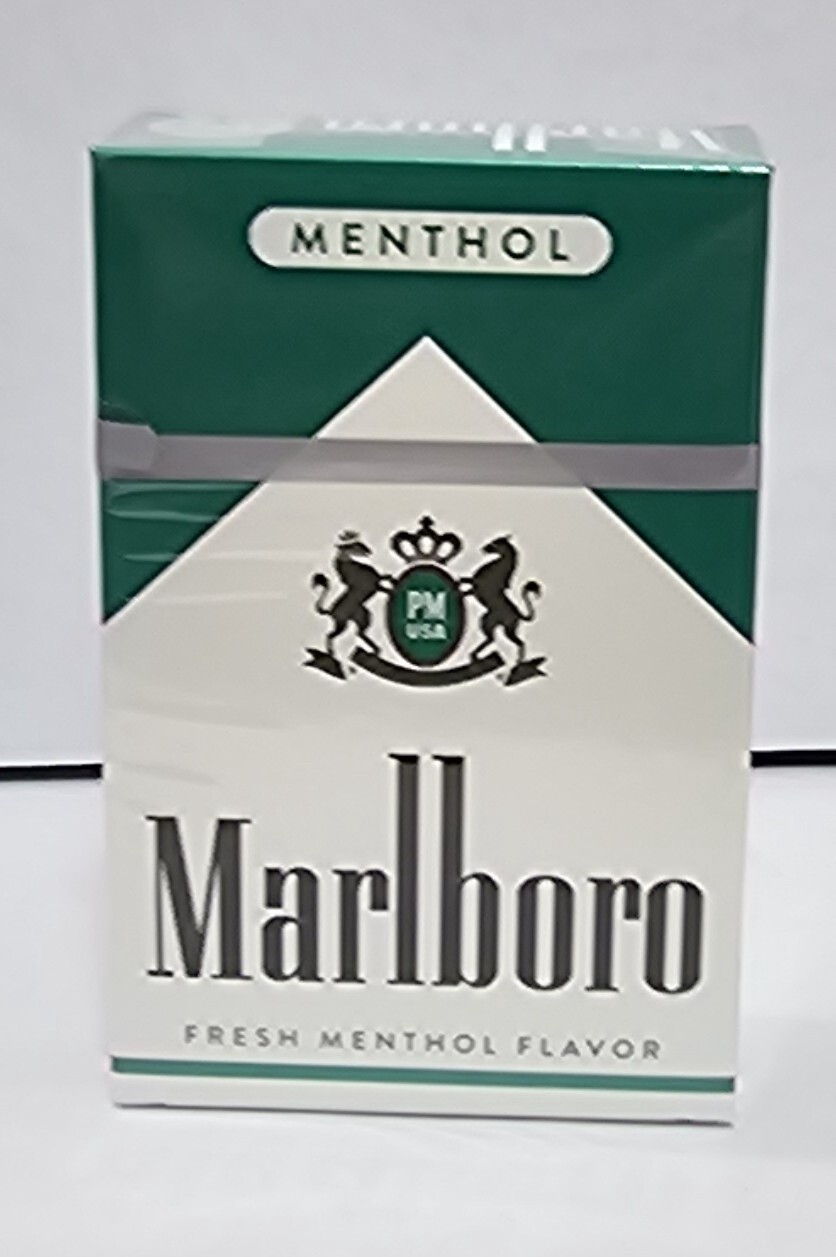 MENTHOL
PM
USA
Marlboro
FRESH MENTHOL FLAVOR